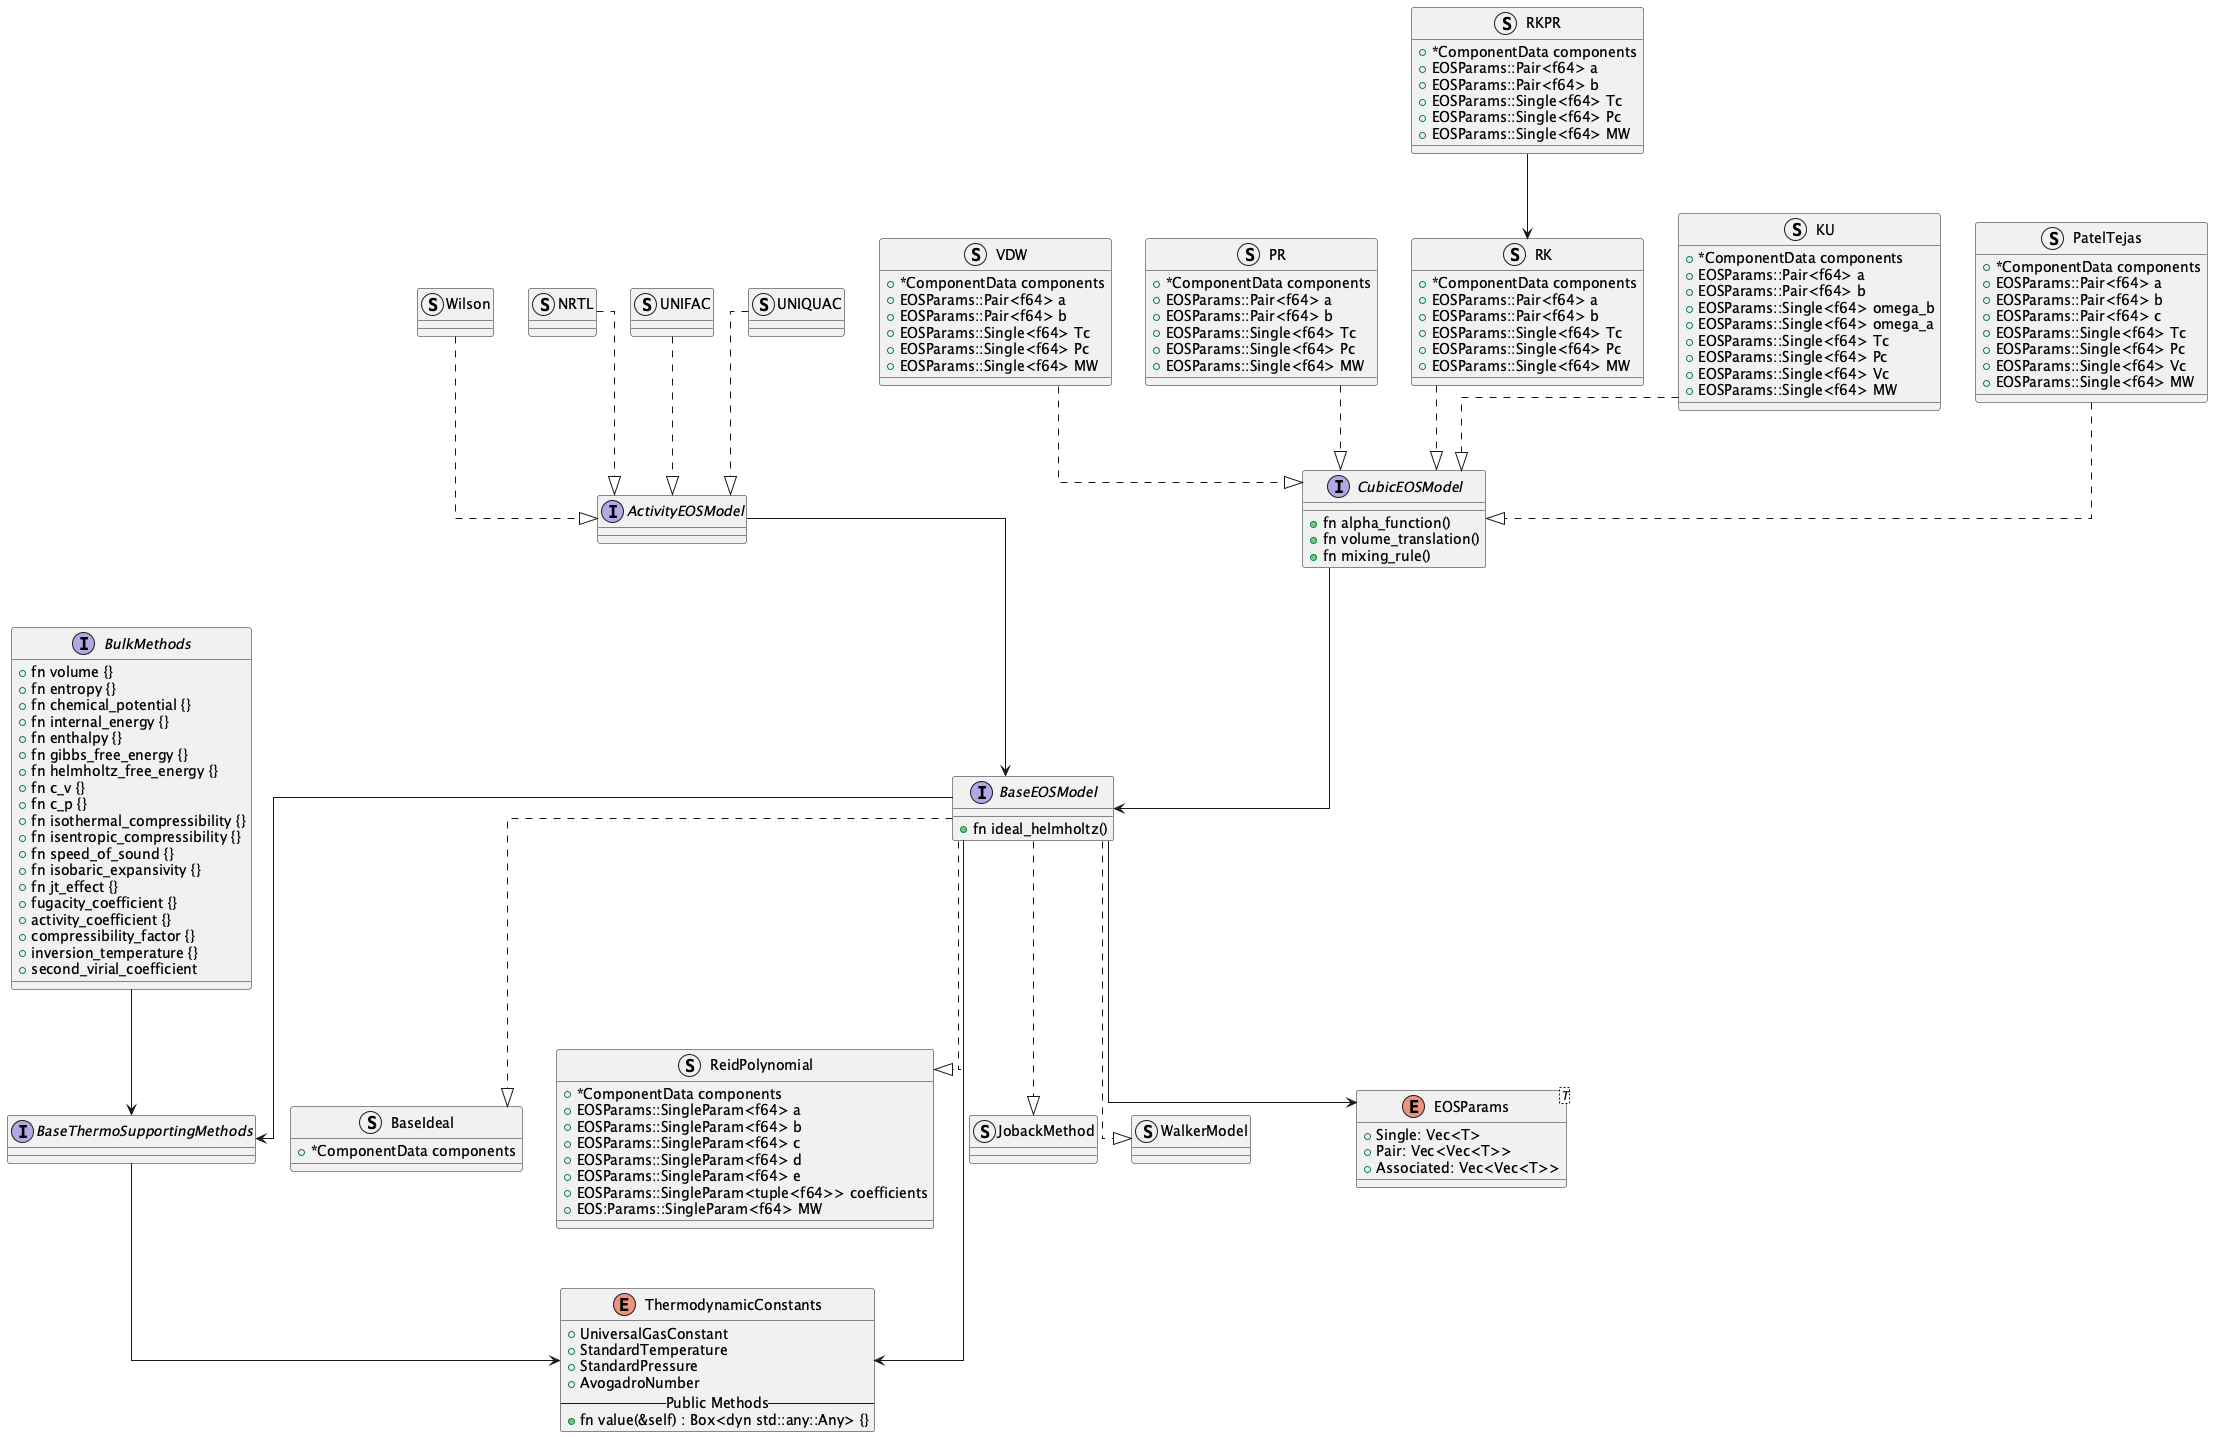 S RKPR
*ComponentData components
EOSParams::Pair<f64> a
EOSParams::Pair<f64> b
EOSParams::Single<f64> Tc
EOSParams::Single<f64> Pc
EOSParams::Single<f64> MW
S Wilson
S NRTL
S UNIFAC
S UNIQUAC
S VDW
*ComponentData components
EOSParams::Pair<f64> a
EOSParams::Pair<f64> b
EOSParams::Single<f64> Tc
EOSParams::Single<f64> Pc
EOSParams::Single<f64> MW
S PR
*ComponentData components
EOSParams::Pair<f64> a
EOSParams::Pair<f64> b
EOSParams::Single<f64> Tc
EOSParams::Single<f64> Pc
EOSParams::Single<f64> MW
S RK
*ComponentData components
EOSParams::Pair<f64> a
EOSParams::Pair<f64> b
EOSParams::Single<f64> Tc
EOSParams::Single<f64> Pc
EOSParams::Single<f64> MW
S KU
*ComponentData components
EOSParams::Pair<f64> a
EOSParams::Pair<f64> b
EOSParams::Single<f64> omega_b
EOSParams::Single<f64> omega_a
EOSParams::Single<f64> Tc
EOSParams::Single<f64> Pc
EOSParams::Single<f64> Vc
EOSParams::Single<f64> MW
S PatelTejas
*ComponentData components
EOSParams::Pair<f64> a
EOSParams::Pair<f64> b
EOSParams::Pair<f64> c
EOSParams::Single<f64> Tc
EOSParams::Single<f64> Pc
EOSParams::Single<f64> Vc
EOSParams::Single<f64> MW
I ActivityEOSModel
I CubicEOSModel
fn alpha_function()
fn volume_translation()
fn mixing_rule()
I BulkMethods
fn volume {}
fn entropy {}
fn chemical_potential {}
fn internal_energy {}
fn enthalpy {}
fn gibbs_free_energy {}
fn helmholtz_free_energy {}
fn c_v {}
fn c_p {}
fn isothermal_compressibility {}
fn isentropic_compressibility {}
fn speed_of_sound {}
fn isobaric_expansivity {}
fn jt_effect {}
fugacity_coefficient {}
activity_coefficient {}
compressibility_factor {}
inversion_temperature {}
second_virial_coefficient
I BaseEOSModel
fn ideal_helmholtz()
I BaseThermoSupportingMethods
S BaseIdeal
*ComponentData components
S ReidPolynomial
*ComponentData components
EOSParams::SingleParam<f64> a
EOSParams::SingleParam<f64> b
EOSParams::SingleParam<f64> c
EOSParams::SingleParam<f64> d
EOSParams::SingleParam<f64> e
EOSParams::SingleParam<tuple<f64>> coefficients
EOS:Params::SingleParam<f64> MW
S JobackMethod
S WalkerModel
E EOSParams
T
Single: Vec<T>
Pair: Vec<Vec<T>>
Associated: Vec<Vec<T>>
E ThermodynamicConstants
UniversalGasConstant
StandardTemperature
StandardPressure
AvogadroNumber
Public Methods
fn value(&self) : Box<dyn std::any::Any> {}